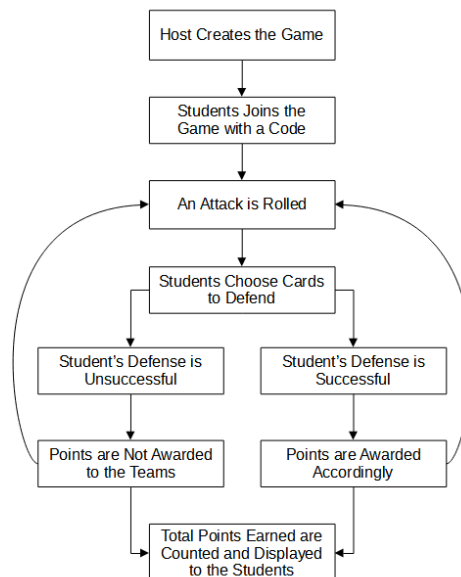 Host Creates the Game
Students Joins the
Game with a Code
An Attack is Rolled
Students Choose Cards
to Defend
Student's Defense is
Unsuccessful
Student's Defense is
Successful
Points are Not Awarded
to the Teams
Points are Awarded
Accordingly
Total Points Earned are
Counted and Displayed
to the Students